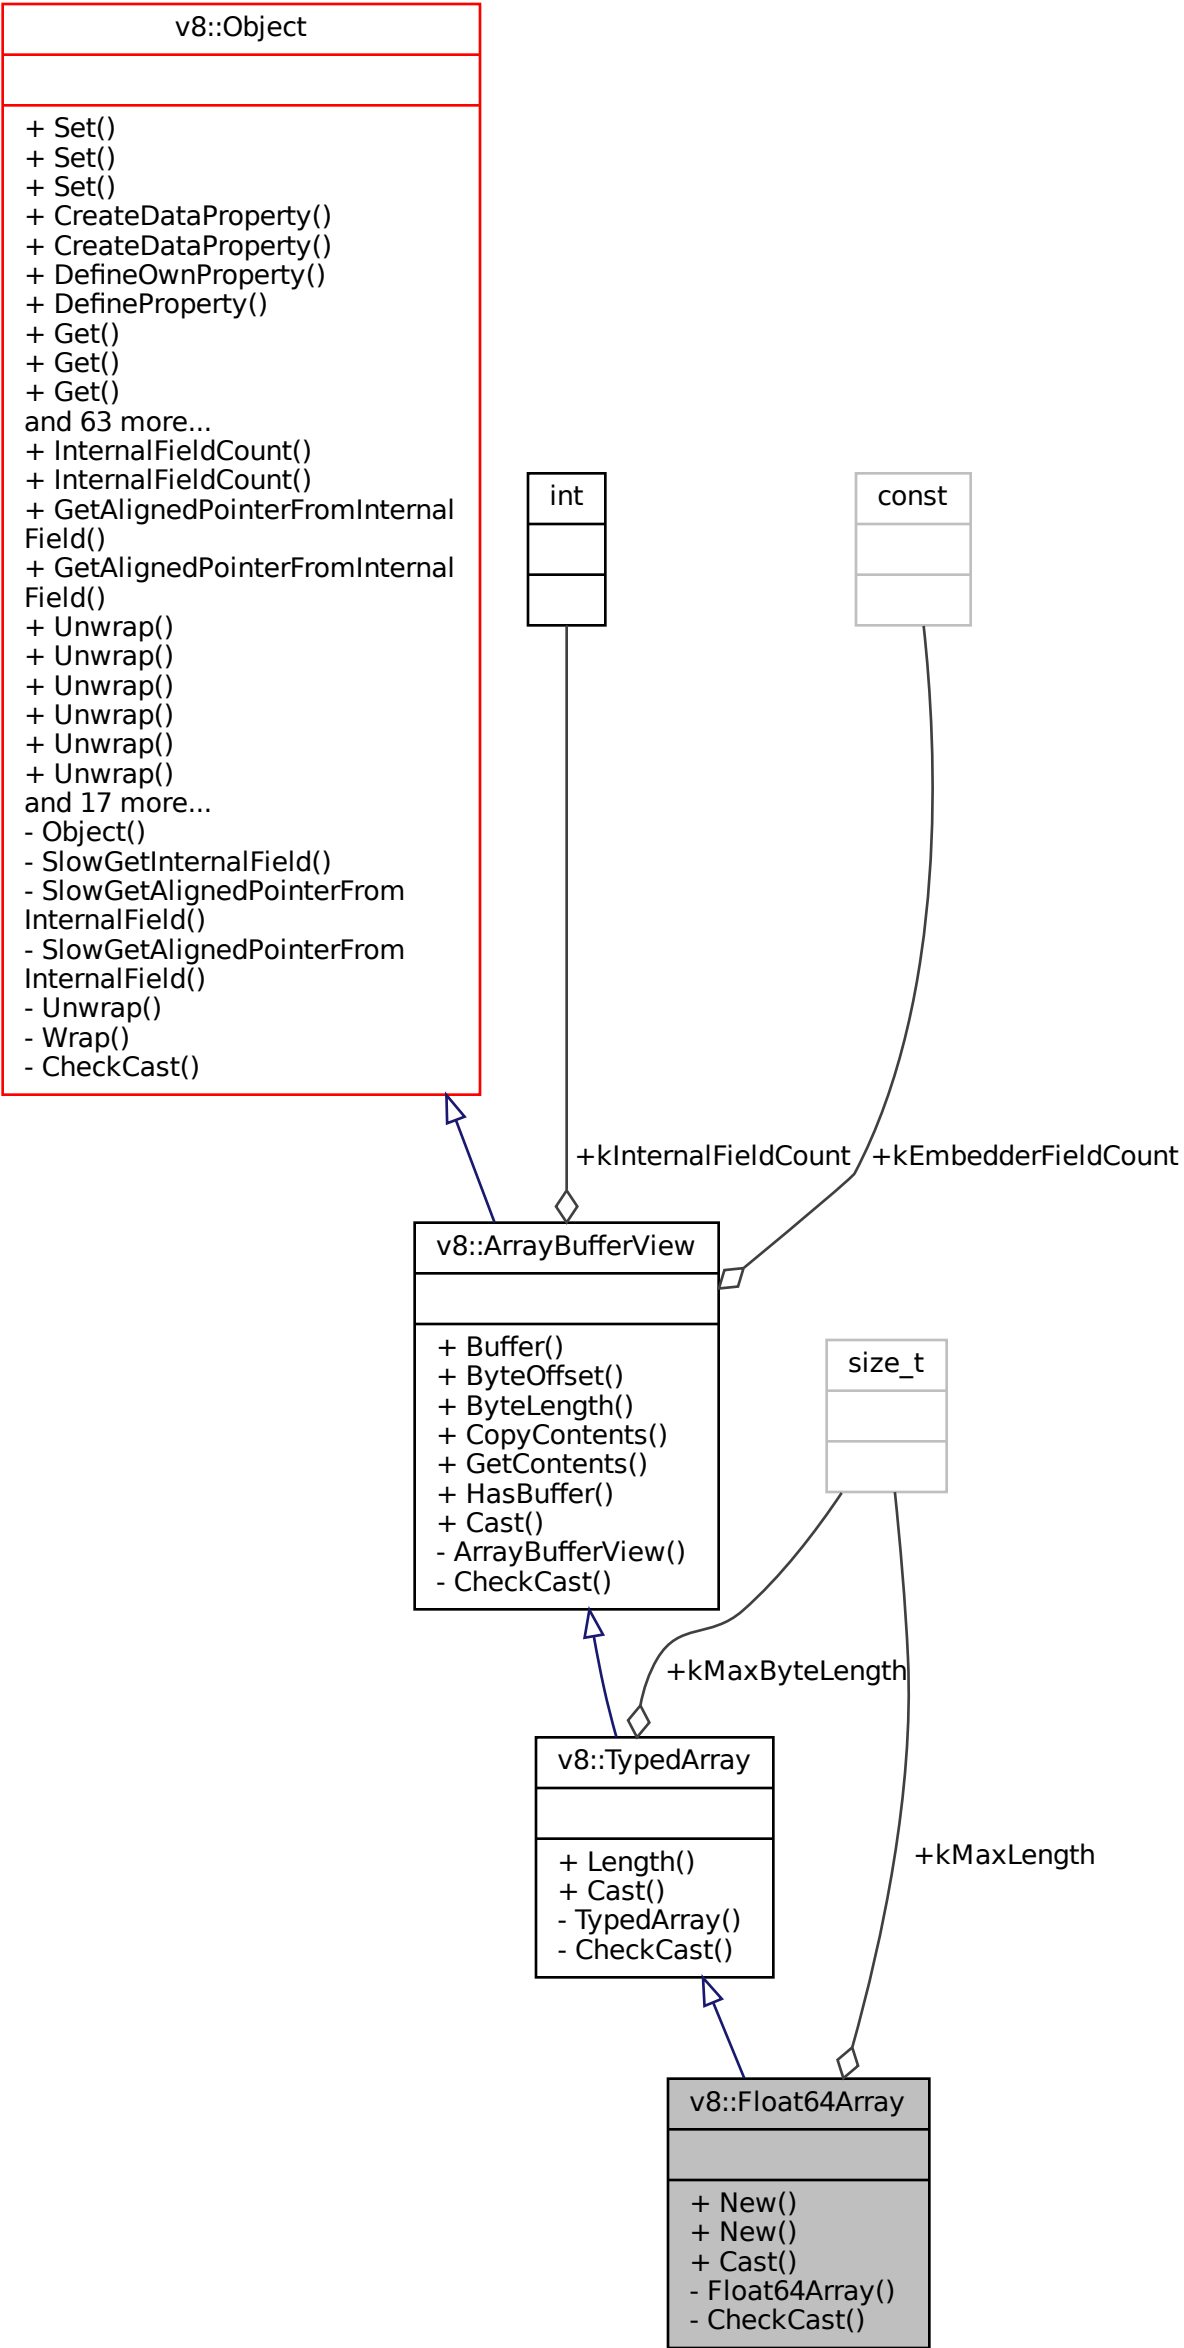 v8::Object
+ Set()
+ Set()
+ Set()
+ CreateDataProperty()
+ CreateDataProperty()
+ DefineOwnProperty()
+ DefineProperty()
+ Get()
+ Get()
+ Get()
and 63 more...
+ InternalFieldCount()
+ InternalFieldCount()
+ GetAlignedPointerFromInternal
Field()
+ GetAlignedPointerFromInternal
Field()
+ Unwrap()
+ Unwrap()
+ Unwrap()
+ Unwrap()
+ Unwrap()
+ Unwrap()
and 17 more...
- Object()
- SlowGetInternalField()
- SlowGetAlignedPointerFrom
InternalField()
- SlowGetAlignedPointerFrom
InternalField()
- Unwrap()
- Wrap()
- CheckCast()
int
const
+kInternalFieldCount
+kEmbedderFieldCount
v8::ArrayBufferView
+ Buffer()
+ ByteOffset()
+ ByteLength()
+ CopyContents()
+ GetContents()
+ HasBuffer()
+ Cast()
- ArrayBufferView()
- CheckCast()
size_t
+kMaxByteLength
v8::TypedArray
+ Length()
+ Cast()
- TypedArray()
- CheckCast()
+kMaxLength
v8::Float64Array
+ New()
+ New()
+ Cast()
- Float64Array()
- CheckCast()